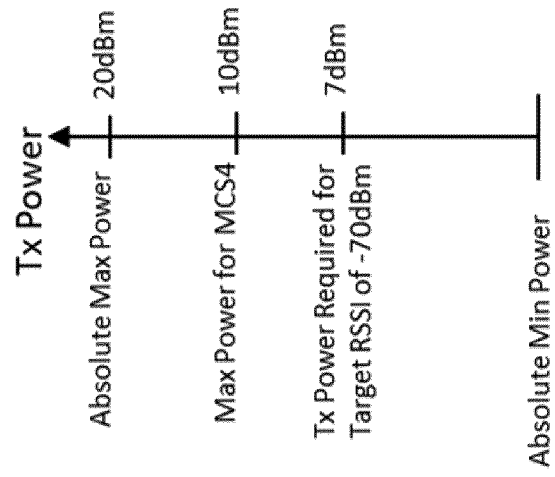 Tx Power
Absolute Max Power
20dBm
Max Power for MCS4
10dBm
Tx Power Required for
Target RSSI of -70dBm
7dBm
Absolute Min Power